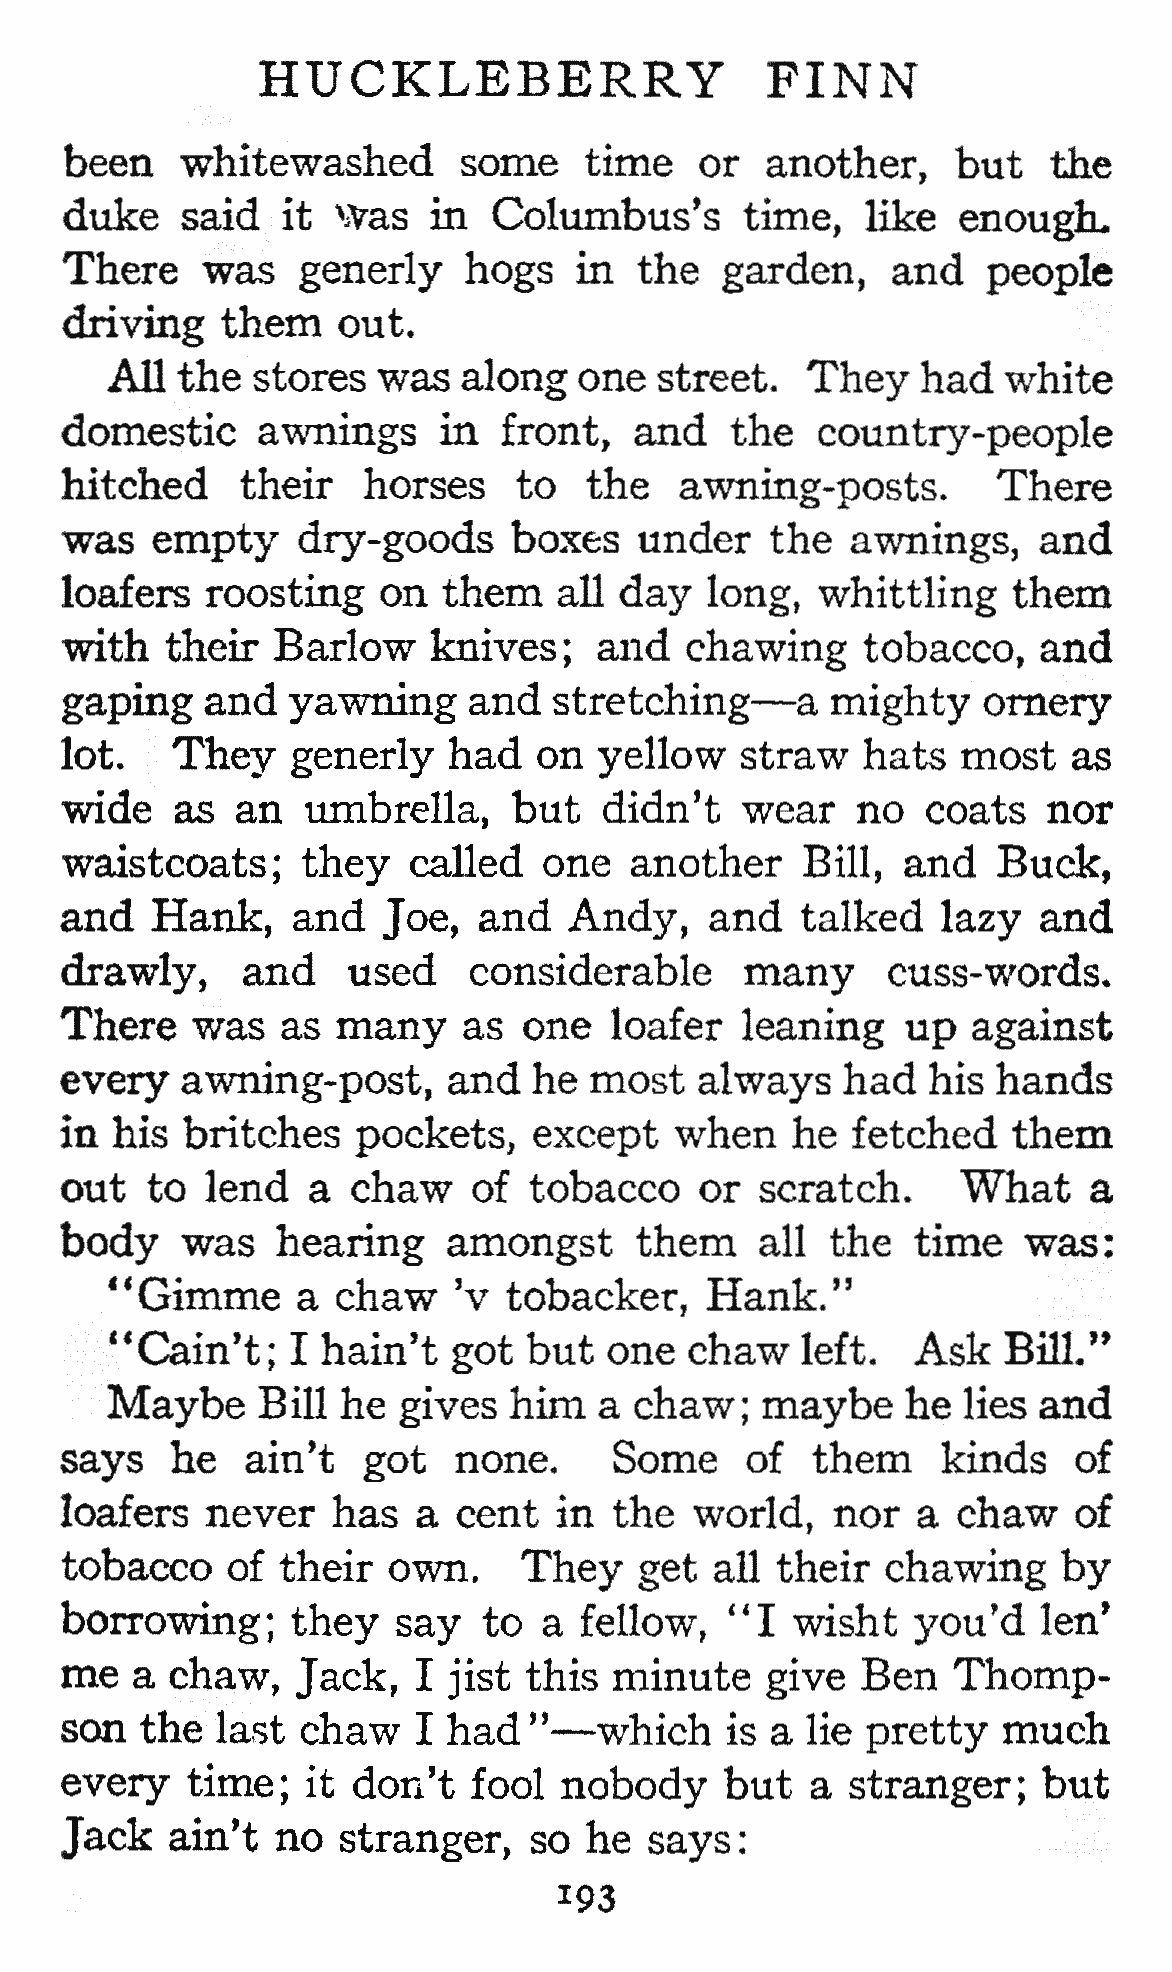 HUCKLEBERRY FINN
been whitewashed some time or another, but the
duke said it was in Columbus's time, like enough.
There was generly hogs in the garden, and people
driving them out.
All the stores was along one street. They had white
domestic awnings in front, and the country-people
hitched their horses to the awning-posts. There
was empty dry-goods boxes under the awnings, and
loafers roosting on them all day long, whittling them
with their Barlow knives; and chawing tobacco, and
gaping and yawning and stretching—a mighty ornery
lot. They generly had on yellow straw hats most as
wide as an umbrella, but didn't wear no coats nor
waistcoats; they called one another Bill, and Buck,
and Hank, and Joe, and Andy, and talked lazy and
drawly, and used considerable many cuss-words.
There was as many as one loafer leaning up against
every awning-post, and he most always had his hands
in his britches pockets, except when he fetched them
out to lend a chaw of tobacco or scratch. What a
body was hearing amongst them all the time was:
"Gimme a chaw 'v tobacker, Hank."
"Cain't; I hain't got but one chaw left. Ask Bill."
Maybe Bill he gives him a chaw; maybe he lies and
says he ain't got none. Some of them kinds of
loafers never has a cent in the world, nor a chaw of
tobacco of their own. They get all their chawing by
borrowing; they say to a fellow, "I wisht you'd len'
me a chaw, Jack, I jist this minute give Ben Thomp-
son the last chaw I had"—which is a lie pretty much
every time; it don't fool nobody but a stranger; but
Jack ain't no stranger, so he says:
193